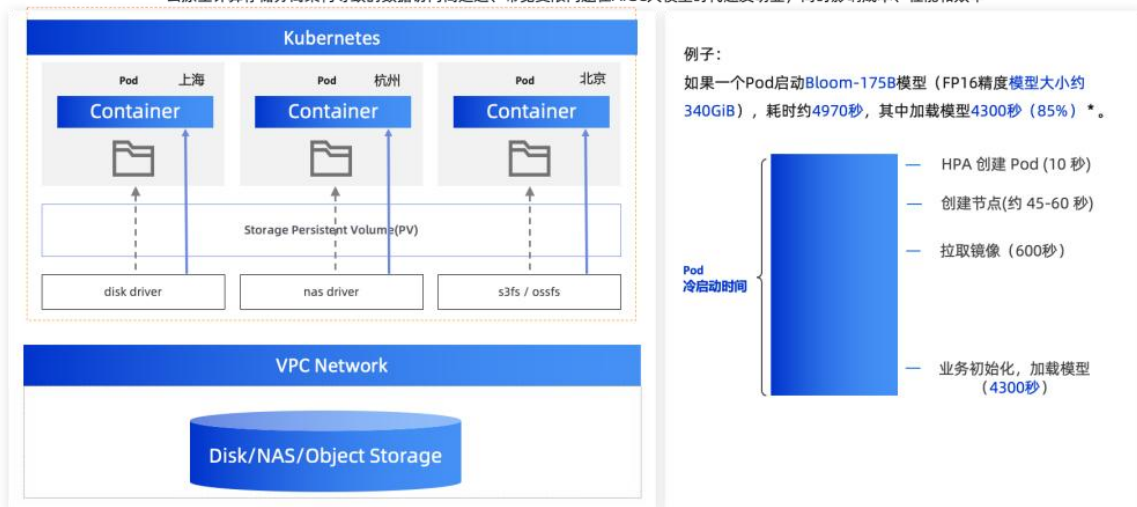 Kubernetes
Pod 上海
Container
Pod 杭州
Container
Pod 北京
Container
Storage Persistent Volume(PV)
disk driver
nas driver
s3fs / ossfs
VPC Network
Disk/NAS/Object Storage
例子：
如果一个Pod启动Bloom-175B模型（FP16精度模型大小约
340GiB），耗时约4970秒，其中加载模型4300秒（85%）*。
Pod
冷启动时间
HPA 创建 Pod (10 秒)
创建节点(约 45-60 秒)
拉取镜像（600秒）
业务初始化，加载模型
（4300秒）